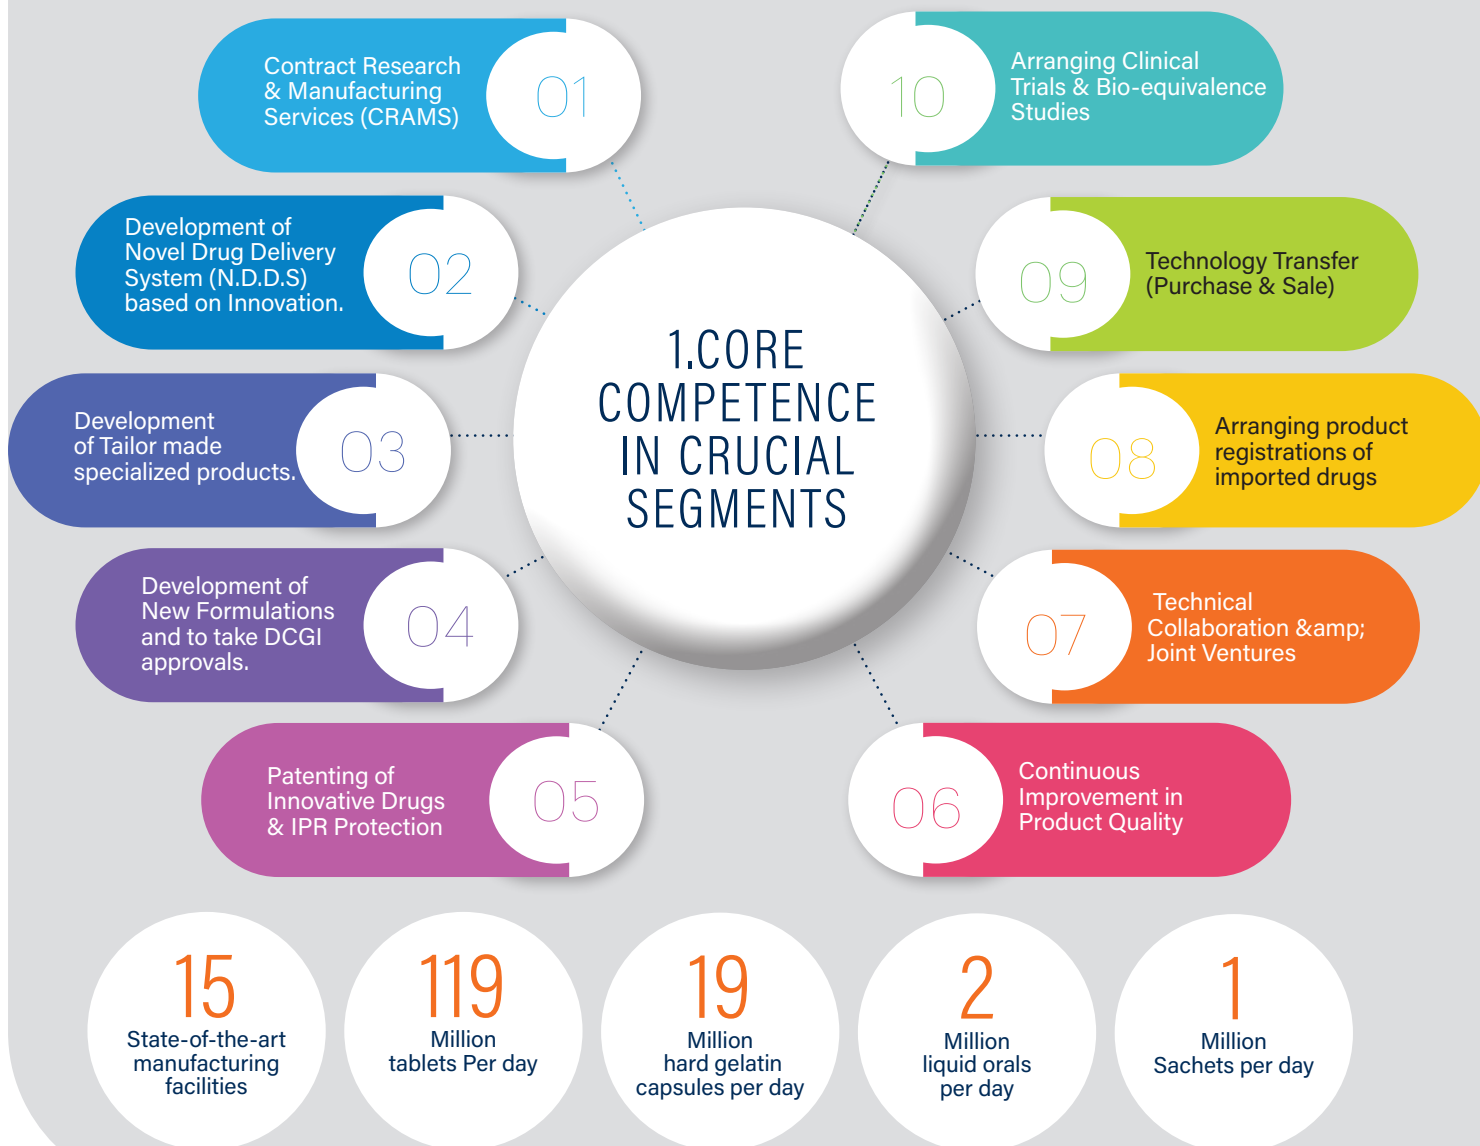 1.CORE
COMPETENCE
IN CRUCIAL
SEGMENTS
Contract Research
& Manufacturing
Services (CRAMS)
01
Development of
Novel Drug Delivery
System (N.D.D.S)
based on Innovation.
02
Development
of Tailor made
specialized products.
03
Development of
New Formulations
and to take DCGI
approvals.
04
Patenting of
Innovative Drugs
& IPR Protection
05
06
Continuous
Improvement in
Product Quality
07
Technical
Collaboration &amp;
Joint Ventures
08
Arranging product
registrations of
imported drugs
09
Technology Transfer
(Purchase & Sale)
10
Arranging Clinical
Trials & Bio-equivalence
Studies
15
State-of-the-art
manufacturing
facilities
119
Million
tablets Per day
19
Million
hard gelatin
capsules per day
2
Million
liquid orals
per day
1
Million
Sachets per day